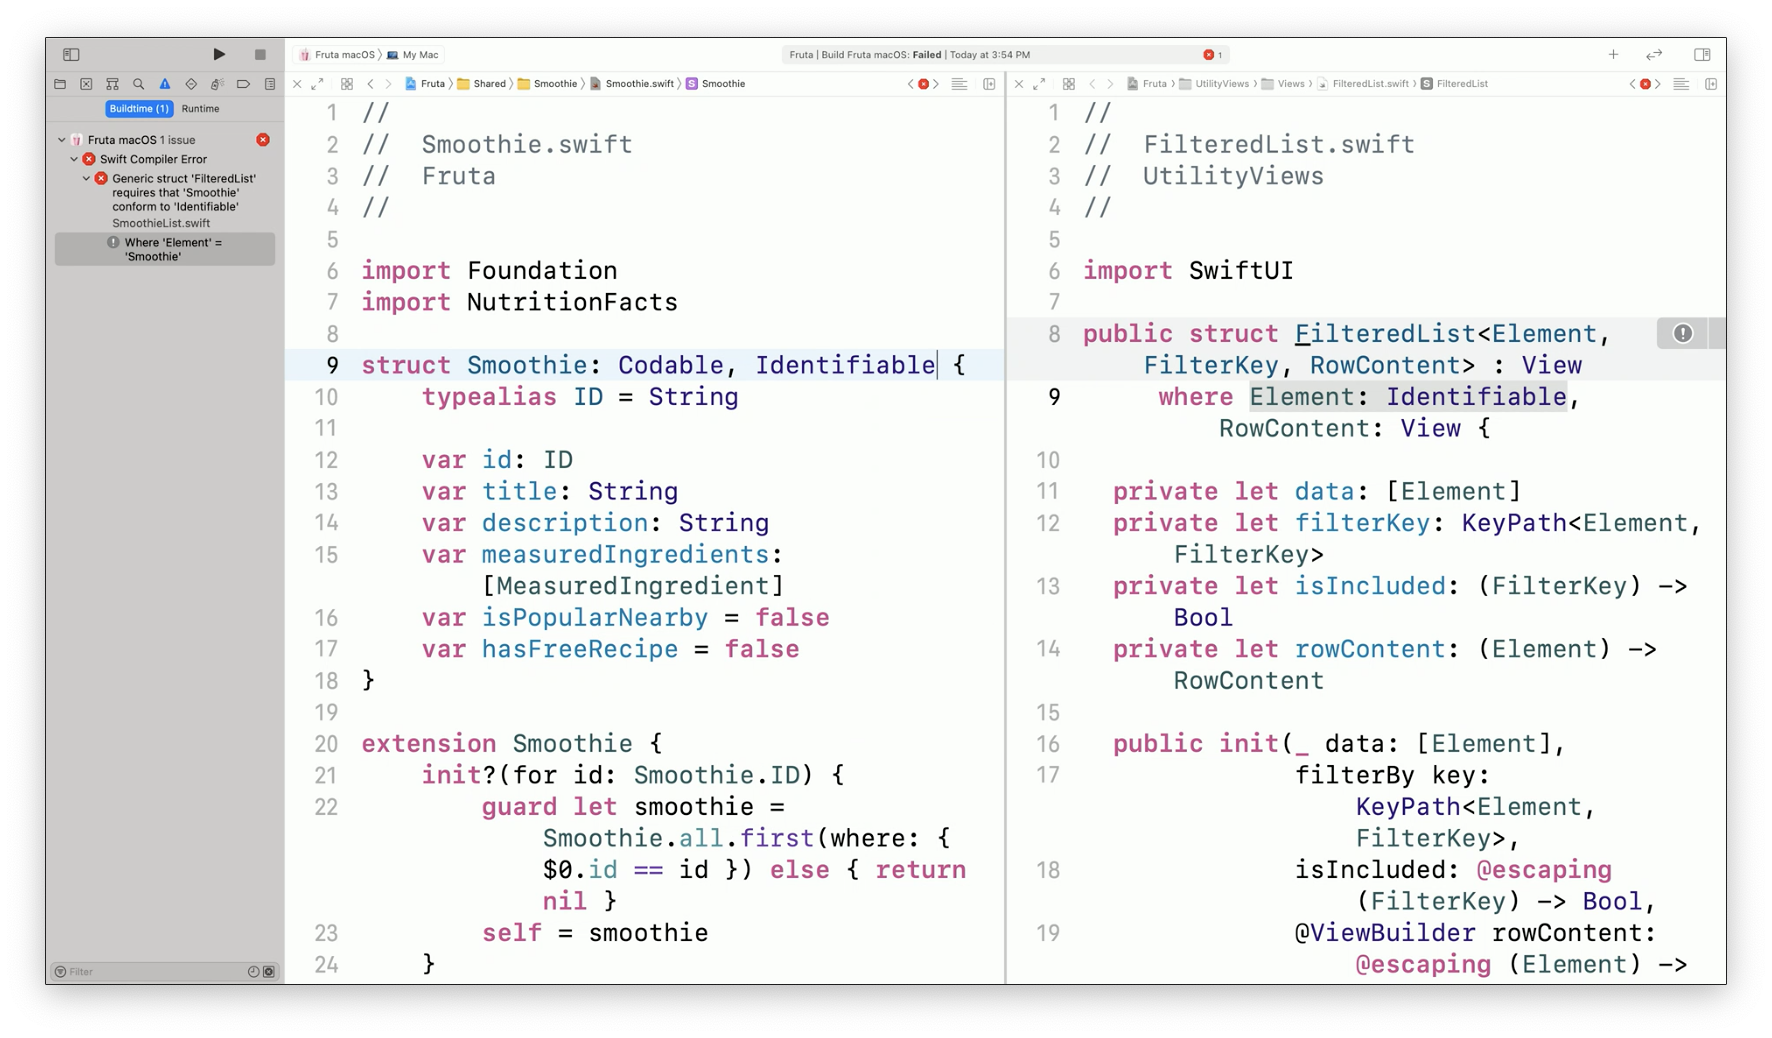 Fruta macOS 〉 My Mac
Fruta | Build Fruta macOS: Failed | Today at 3:54 PM
1
Buildtime (1) Runtime
Fruta macOS 1 issue
Swift Compiler Error
Generic struct 'FilteredList'
requires that 'Smoothie'
conform to 'Identifiable'
SmoothieList.swift
Where 'Element' =
'Smoothie'
Filter
Fruta 〉 Shared 〉 Smoothie 〉 Smoothie.swift 〉 S Smoothie
1 //
2 //  Smoothie.swift
3 //  Fruta
4 //
5
6 import Foundation
7 import NutritionFacts
8
9 struct Smoothie: Codable, Identifiable {
10     typealias ID = String
11
12     var id: ID
13     var title: String
14     var description: String
15     var measuredIngredients:
[MeasuredIngredient]
16     var isPopularNearby = false
17     var hasFreeRecipe = false
18 }
19
20 extension Smoothie {
21     init?(for id: Smoothie.ID) {
22         guard let smoothie =
Smoothie.all.first(where: {
$0.id == id }) else { return
nil }
23         self = smoothie
24     }
Fruta 〉 UtilityViews 〉 Views 〉 FilteredList.swift 〉 S FilteredList
1 //
2 //  FilteredList.swift
3 //  UtilityViews
4 //
5
6 import SwiftUI
7
8 public struct FilteredList<Element,
FilterKey, RowContent> : View
9     where Element: Identifiable,
RowContent: View {
10
11  private let data: [Element]
12  private let filterKey: KeyPath<Element,
FilterKey>
13  private let isIncluded: (FilterKey) ->
Bool
14  private let rowContent: (Element) ->
RowContent
15
16  public init(_ data: [Element],
17              filterBy key:
KeyPath<Element,
FilterKey>,
18              isIncluded: @escaping
(FilterKey) -> Bool,
19              @ViewBuilder rowContent:
@escaping (Element) ->